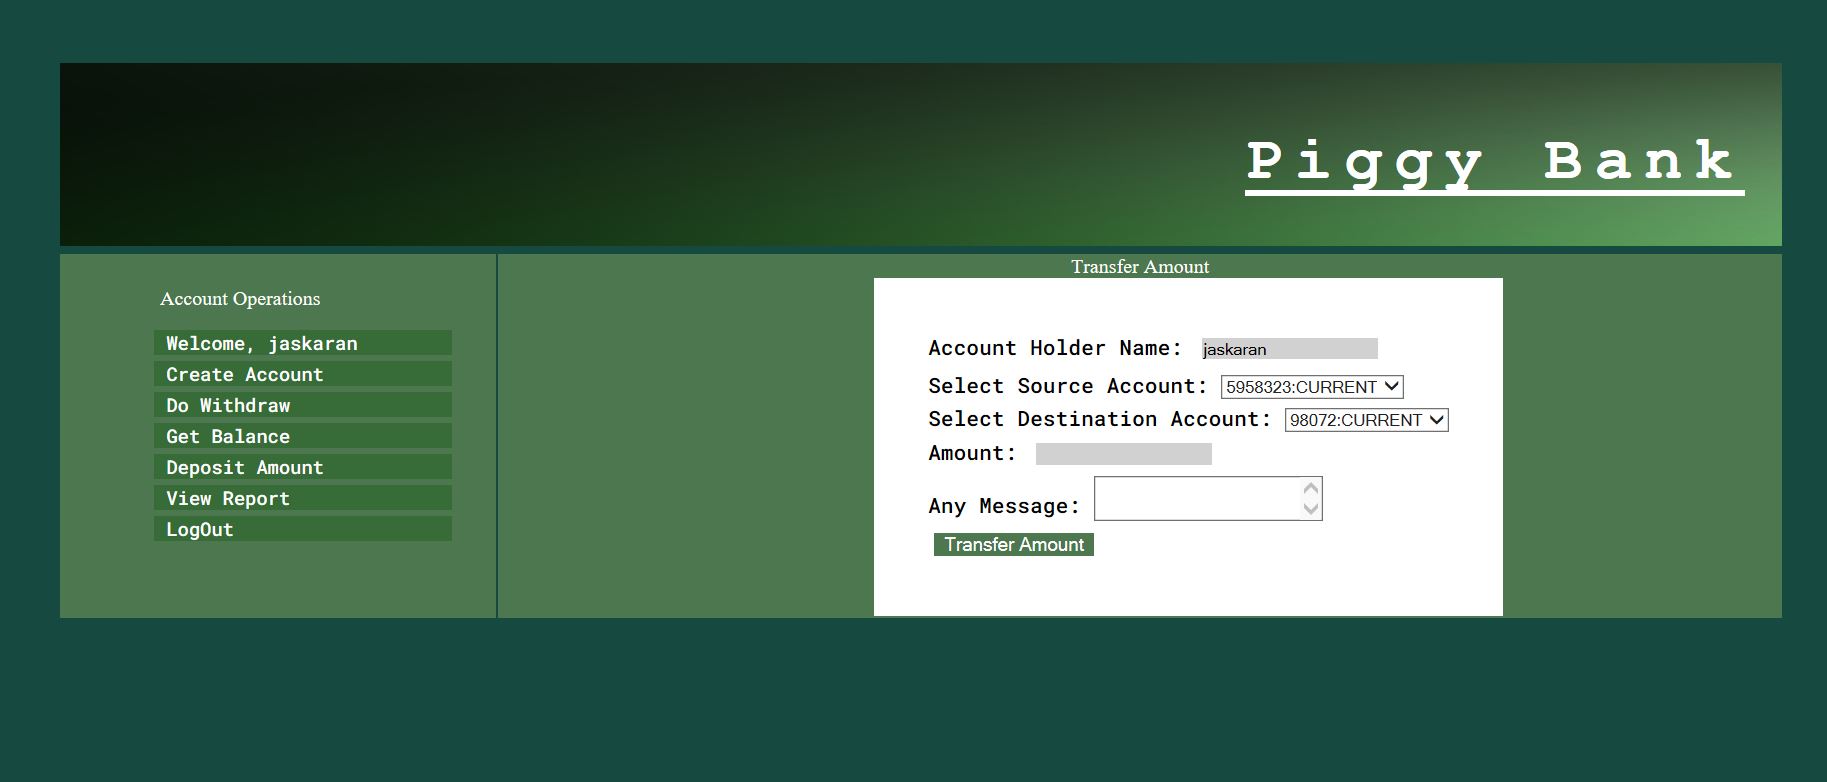 Piggy Bank
Account Operations
Welcome, jaskaran
Create Account
Do Withdraw
Get Balance
Deposit Amount
View Report
LogOut
Transfer Amount
Account Holder Name: jaskaran
Select Source Account: 5958323:CURRENT
Select Destination Account: 98072:CURRENT
Amount:
Any Message:
Transfer Amount